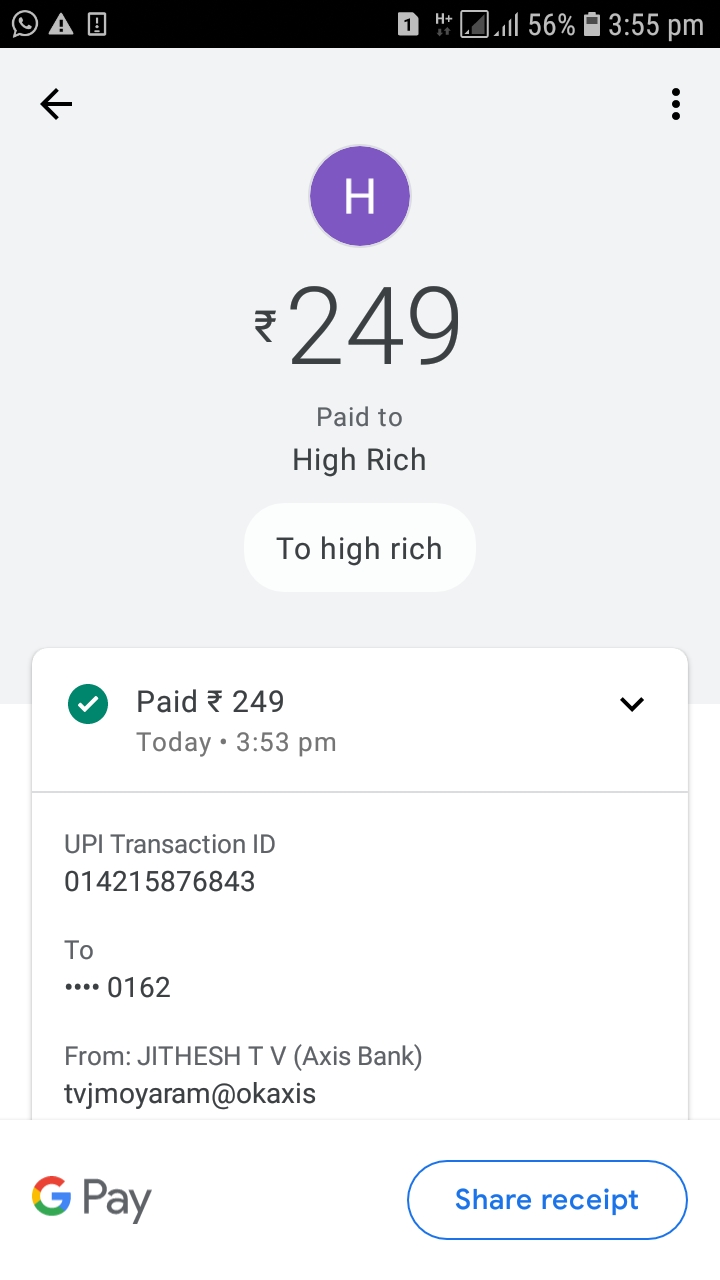 1 H+ 56% 3:55 pm
H
₹249
Paid to
High Rich
To high rich
Paid ₹ 249
Today • 3:53 pm
UPI Transaction ID
014215876843
To
•••• 0162
From: JITHESH T V (Axis Bank)
tvjmoyaram@okaxis
G Pay
Share receipt